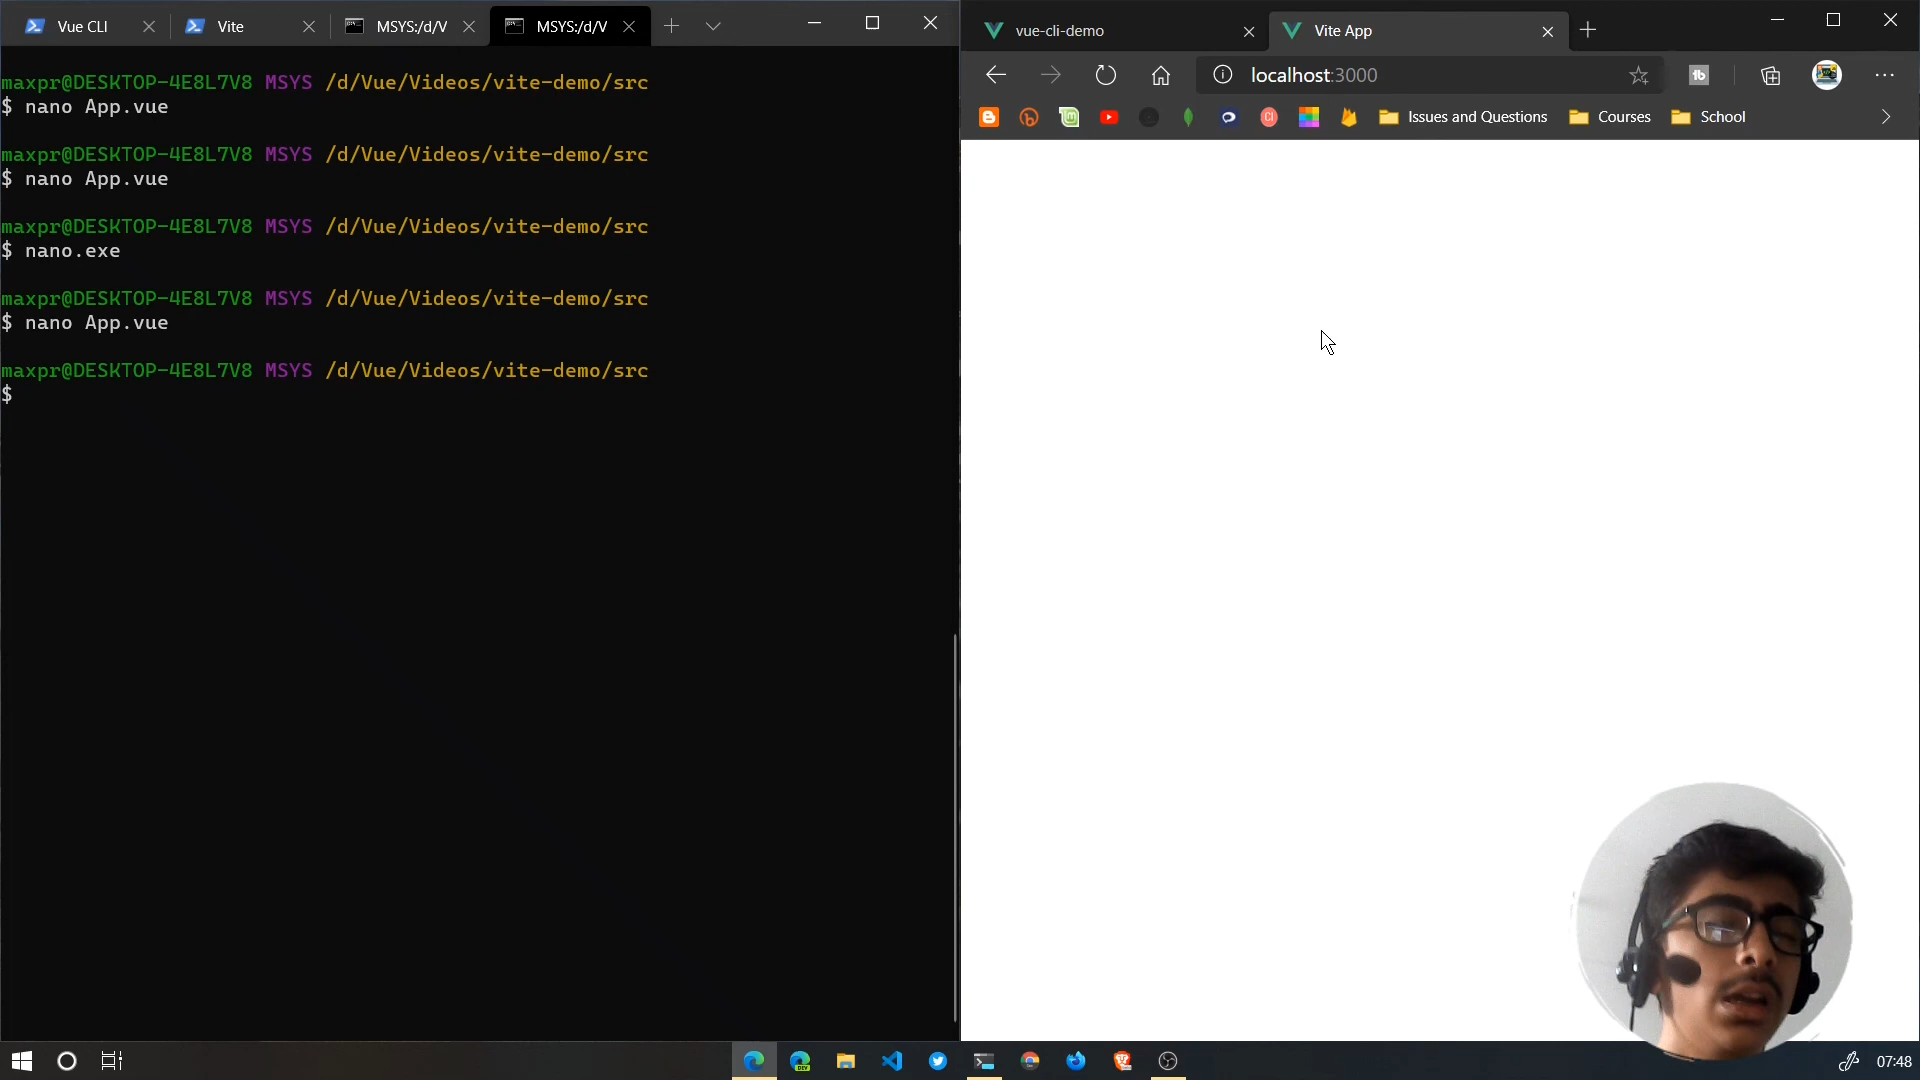 Vue CLI
Vite
MSYS:/d/V
MSYS:/d/V
maxpr@DESKTOP-4E8L7V8 MSYS /d/Vue/Videos/vite-demo/src
$ nano App.vue
maxpr@DESKTOP-4E8L7V8 MSYS /d/Vue/Videos/vite-demo/src
$ nano App.vue
maxpr@DESKTOP-4E8L7V8 MSYS /d/Vue/Videos/vite-demo/src
$ nano.exe
maxpr@DESKTOP-4E8L7V8 MSYS /d/Vue/Videos/vite-demo/src
$ nano App.vue
maxpr@DESKTOP-4E8L7V8 MSYS /d/Vue/Videos/vite-demo/src
$
vue-cli-demo
Vite App
localhost:3000
Issues and Questions
Courses
School
07:48